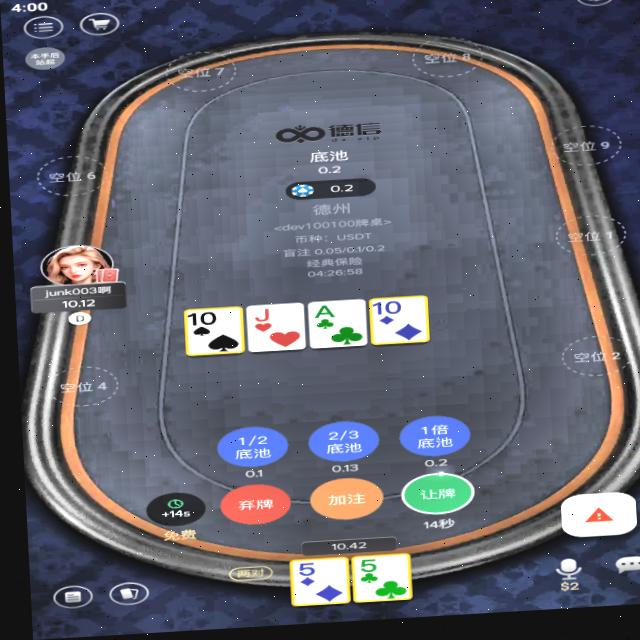 4:00
本手后
站起
空位 7
空位 8
德信
dx.vip
底池
0.2
0.2
空位 9
空位 6
德州
<dev100100牌桌>
币种：USDT
盲注 0.05/0.1/0.2
经典保险
04:26:58
空位 1
junk003啊
10.12
D
10
J
A
10
空位 2
空位 4
1/2
底池
2/3
底池
1倍
底池
0.1
0.13
0.2
+14s
弃牌
加注
让牌
免费
14秒
10.42
两对
5
5
$2